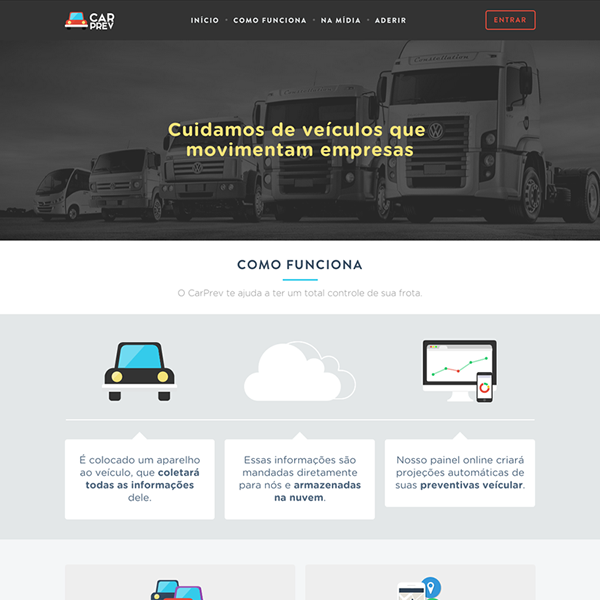 CAR
PREV
INÍCIO • COMO FUNCIONA • NA MÍDIA • ADERIR
ENTRAR
Constellation
Constellation
Cuidamos de veículos que
movimentam empresas
COMO FUNCIONA
O CarPrev te ajuda a ter um total controle de sua frota.
É colocado um aparelho
ao veículo, que coletará
todas as informações
dele.
Essas informações são
mandadas diretamente
para nós e armazenadas
na nuvem.
Nosso painel online criará
projeções automáticas de
suas preventivas veicular.